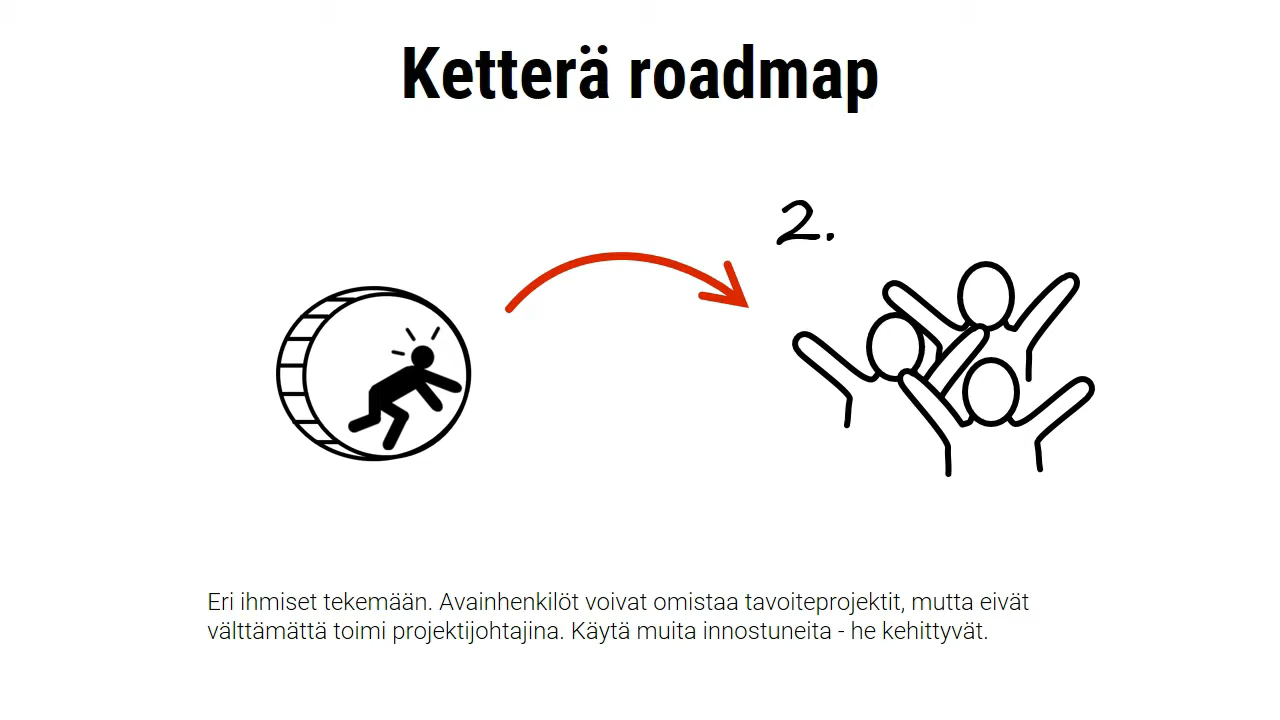 Ketterä roadmap
2.
Eri ihmiset tekemään. Avainhenkilöt voivat omistaa tavoiteprojektit, mutta eivät
välttämättä toimi projektijohtajina. Käytä muita innostuneita - he kehittyvät.